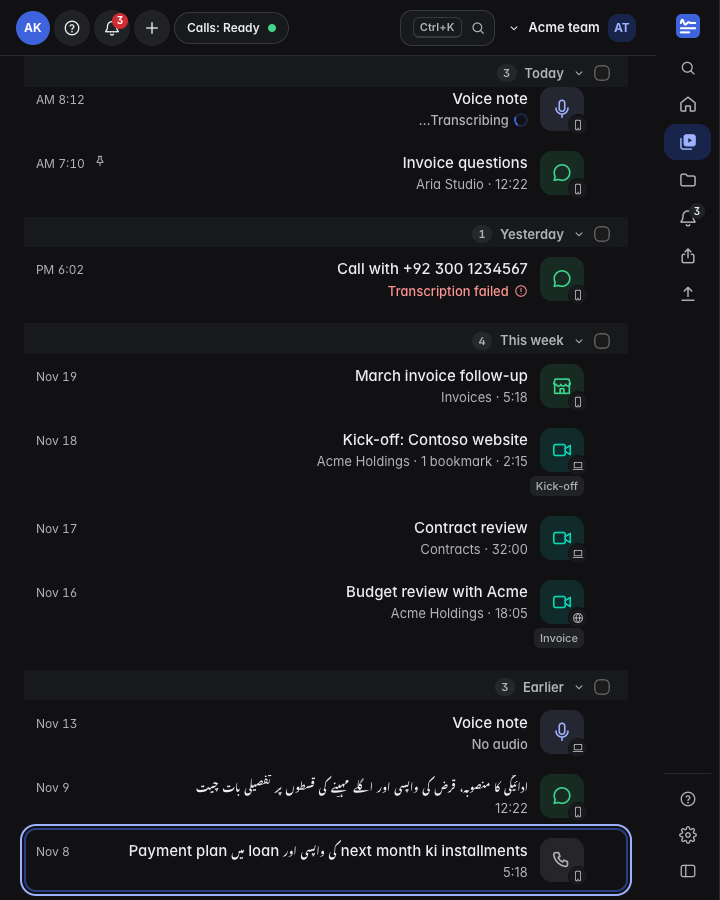 AK
3
Calls: Ready
Ctrl+K
Acme team
AT
3 Today
AM 8:12
Voice note
...Transcribing
AM 7:10
Invoice questions
Aria Studio · 12:22
1 Yesterday
PM 6:02
Call with +92 300 1234567
Transcription failed
4 This week
Nov 19
March invoice follow-up
Invoices · 5:18
Nov 18
Kick-off: Contoso website
Acme Holdings · 1 bookmark · 2:15
Kick-off
Nov 17
Contract review
Contracts · 32:00
Nov 16
Budget review with Acme
Acme Holdings · 18:05
Invoice
3 Earlier
Nov 13
Voice note
No audio
Nov 9
ادائیگی کا منصوبہ، قرض کی واپسی اور اگلے مہینے کی قسطوں پر تفصیلی بات چیت
12:22
Nov 8
Payment plan میں loan کی واپسی اور next month ki installments
5:18
3